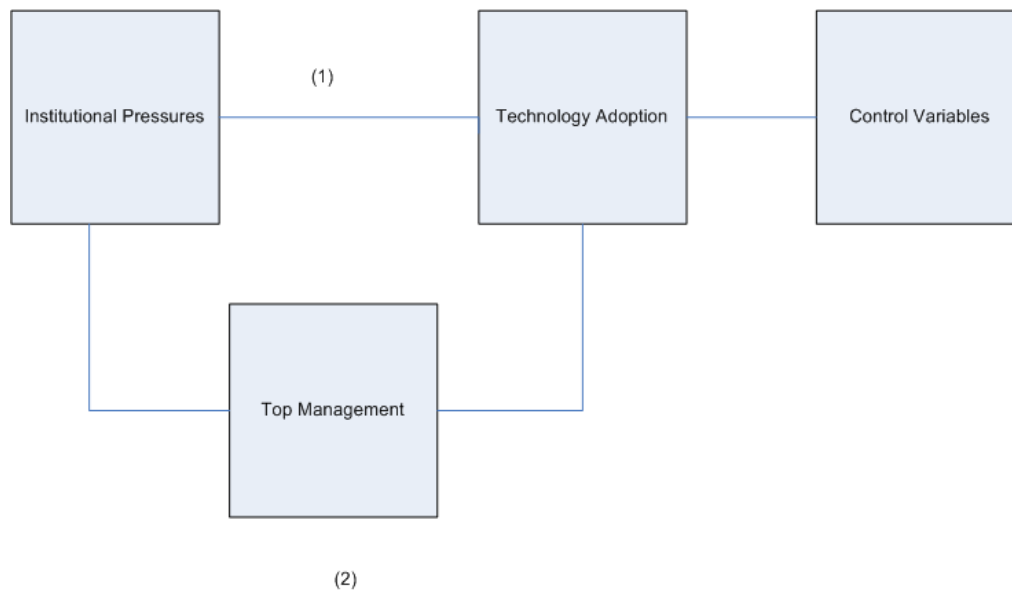 (1)
Institutional Pressures
Technology Adoption
Control Variables
Top Management
(2)